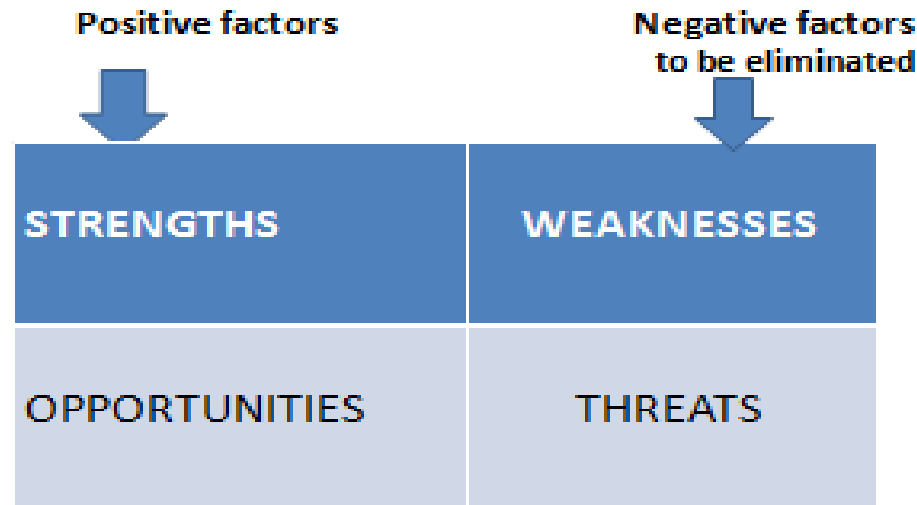 Positive factors
Negative factors
to be eliminated
STRENGTHS
WEAKNESSES
OPPORTUNITIES
THREATS